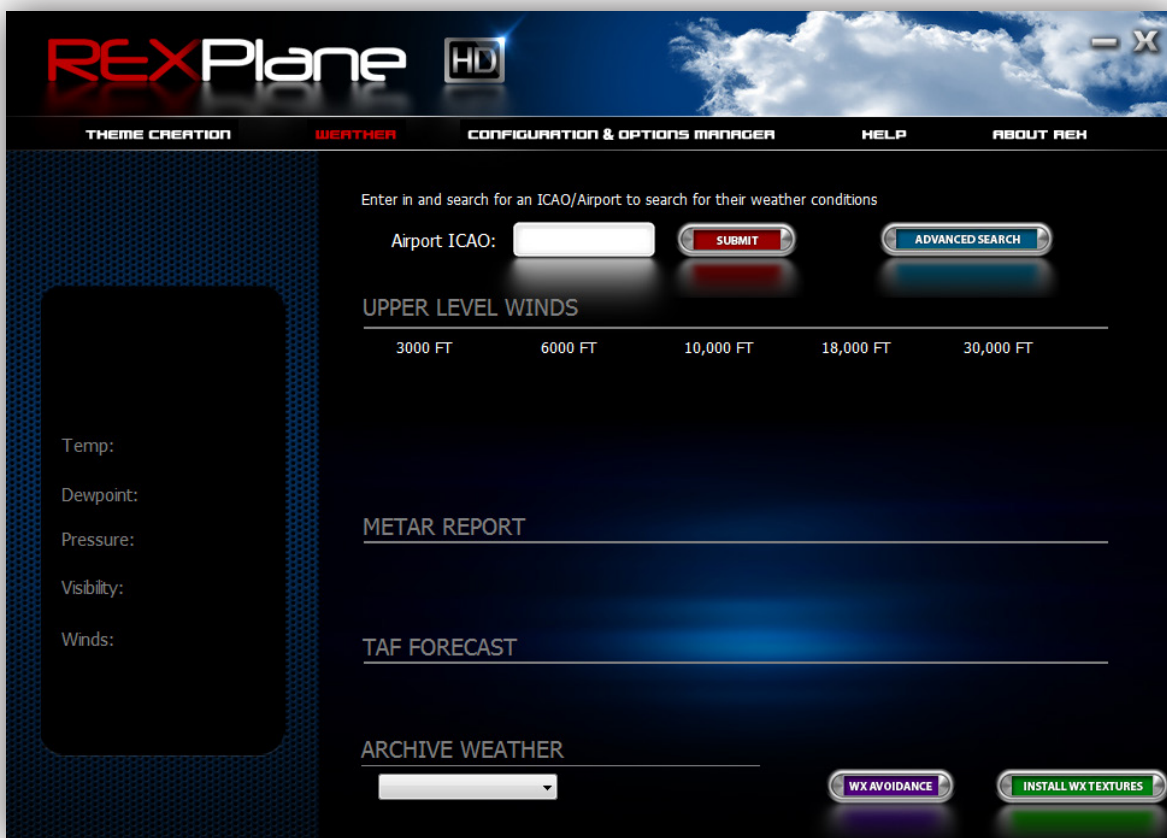 REXPlane HD
THEME CREATION WEATHER CONFIGURATION & OPTIONS MANAGER HELP ABOUT REX
Enter in and search for an ICAO/Airport to search for their weather conditions
Airport ICAO: SUBMIT ADVANCED SEARCH
UPPER LEVEL WINDS
3000 FT 6000 FT 10,000 FT 18,000 FT 30,000 FT
Temp:
Dewpoint:
Pressure:
Visibility:
Winds:
METAR REPORT
TAF FORECAST
ARCHIVE WEATHER
WX AVOIDANCE INSTALL WX TEXTURES